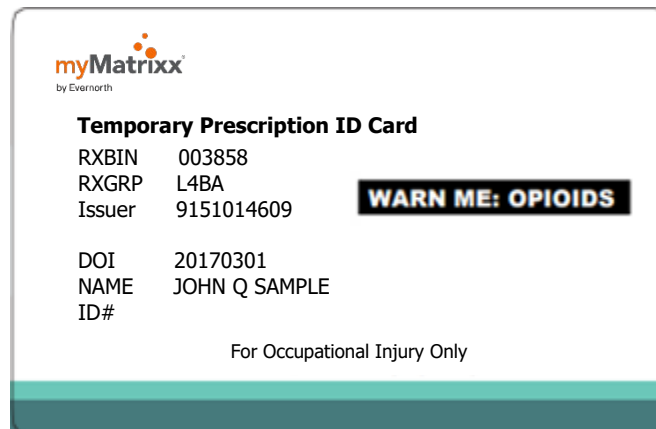 myMatrixx
by Evernorth
Temporary Prescription ID Card
RXBIN 003858
RXGRP L4BA
Issuer 9151014609
WARN ME: OPIOIDS
DOI 20170301
NAME JOHN Q SAMPLE
ID#
For Occupational Injury Only